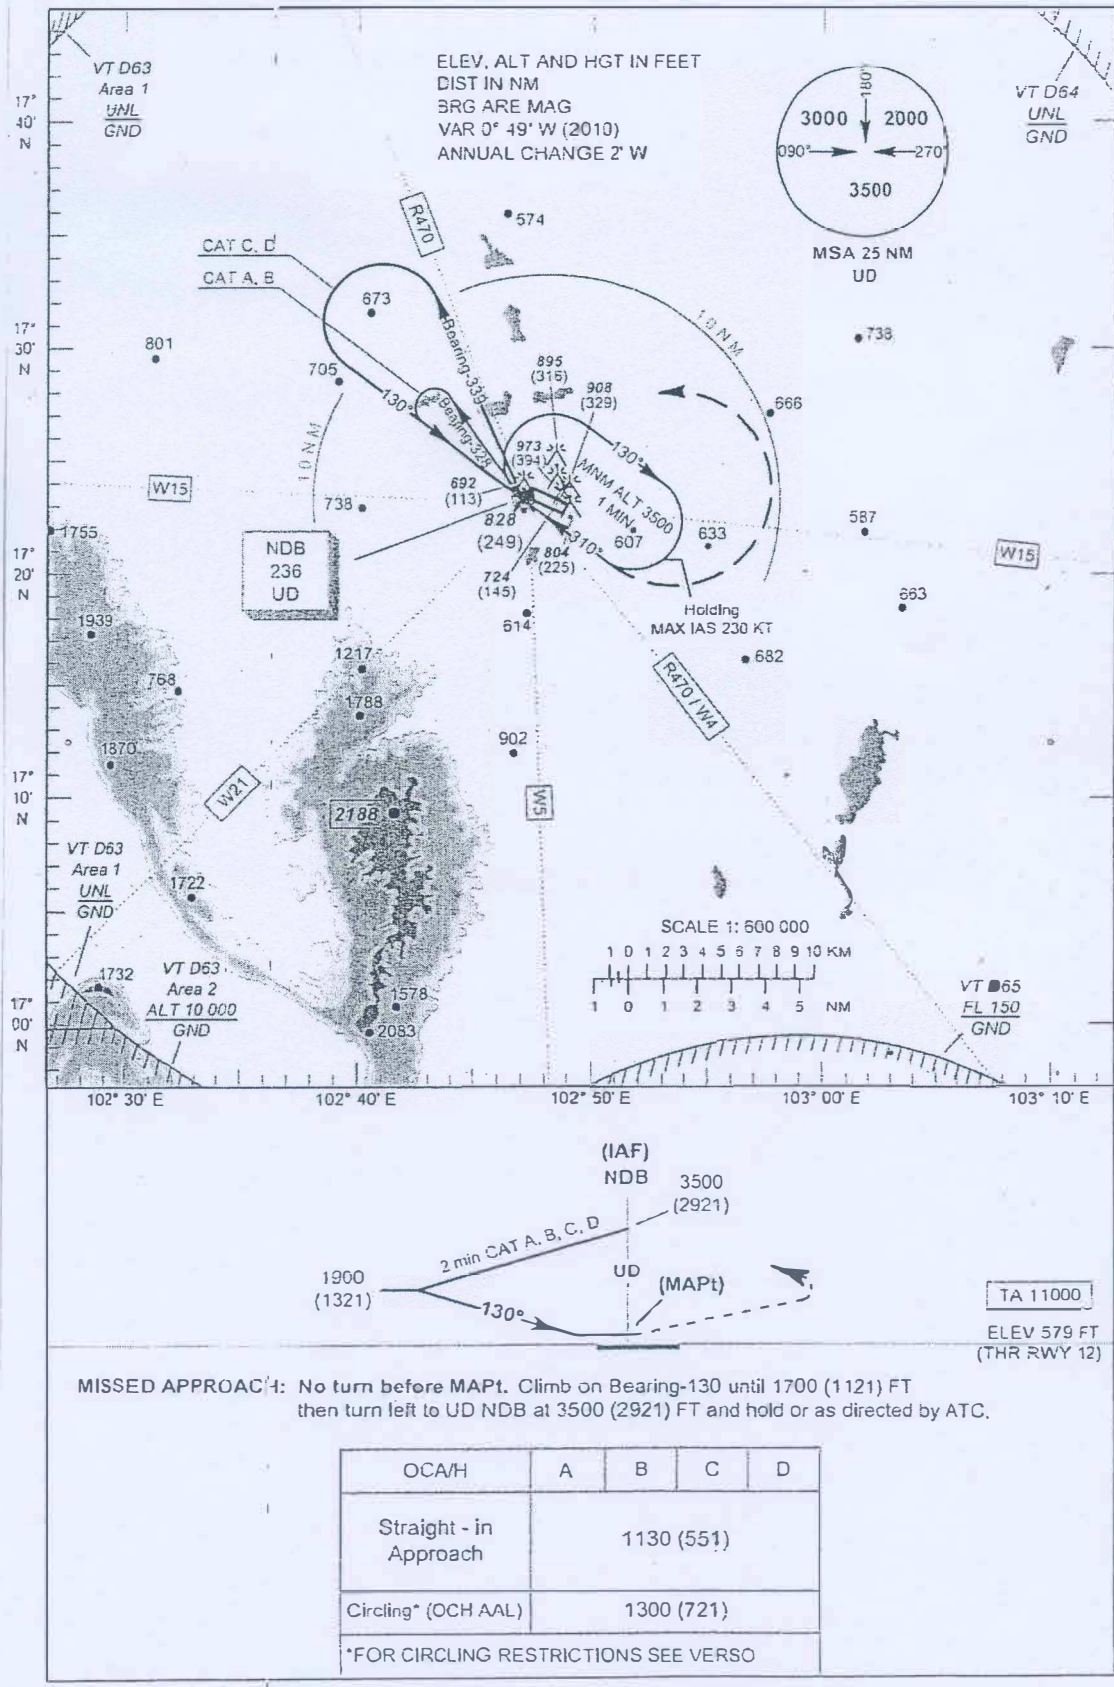 VT D63
Area 1
UNL
GND
ELEV, ALT AND HGT IN FEET
DIST IN NM
BRG ARE MAG
VAR 0° 49' W (2010)
ANNUAL CHANGE 2' W
180°
3000 2000
090° 270°
3500
MSA 25 NM
UD
VT D64
UNL
GND
17°
40'
N
R470
574
CAT C, D
CAT A, B
673
10 NM
17°
30'
N
801
738
705
Bearing-339
895
(316)
908
(329)
666
130°
Bearing-328
10 NM
973
(394)
130°
MNM ALT 3500
1 MIN
W15
692
(113)
738
828
(249)
310°
607
633
587
1755
NDB
236
UD
804
(225)
W15
17°
20'
N
724
(145)
614
Holding
MAX IAS 230 KT
663
1939
1217
682
768
1788
R470 / W4
902
1870
W21
W5
17°
10'
N
2188
VT D63
Area 1
UNL
GND
1722
SCALE 1: 600 000
1 0 1 2 3 4 5 6 7 8 9 10 KM
1 0 1 2 3 4 5 NM
1732
VT D63
Area 2
ALT 10 000
GND
1578
2083
VT D65
FL 150
GND
17°
00'
N
102° 30' E 102° 40' E 102° 50' E 103° 00' E 103° 10' E
(IAF)
NDB
3500
(2921)
2 min CAT A, B, C, D
UD
(MAPt)
1900
(1321)
130°
TA 11000
ELEV 579 FT
(THR RWY 12)
MISSED APPROACH: No turn before MAPt. Climb on Bearing-130 until 1700 (1121) FT
then turn left to UD NDB at 3500 (2921) FT and hold or as directed by ATC.
OCA/H A B C D
Straight - in
Approach
1130 (551)
Circling* (OCH AAL) 1300 (721)
*FOR CIRCLING RESTRICTIONS SEE VERSO